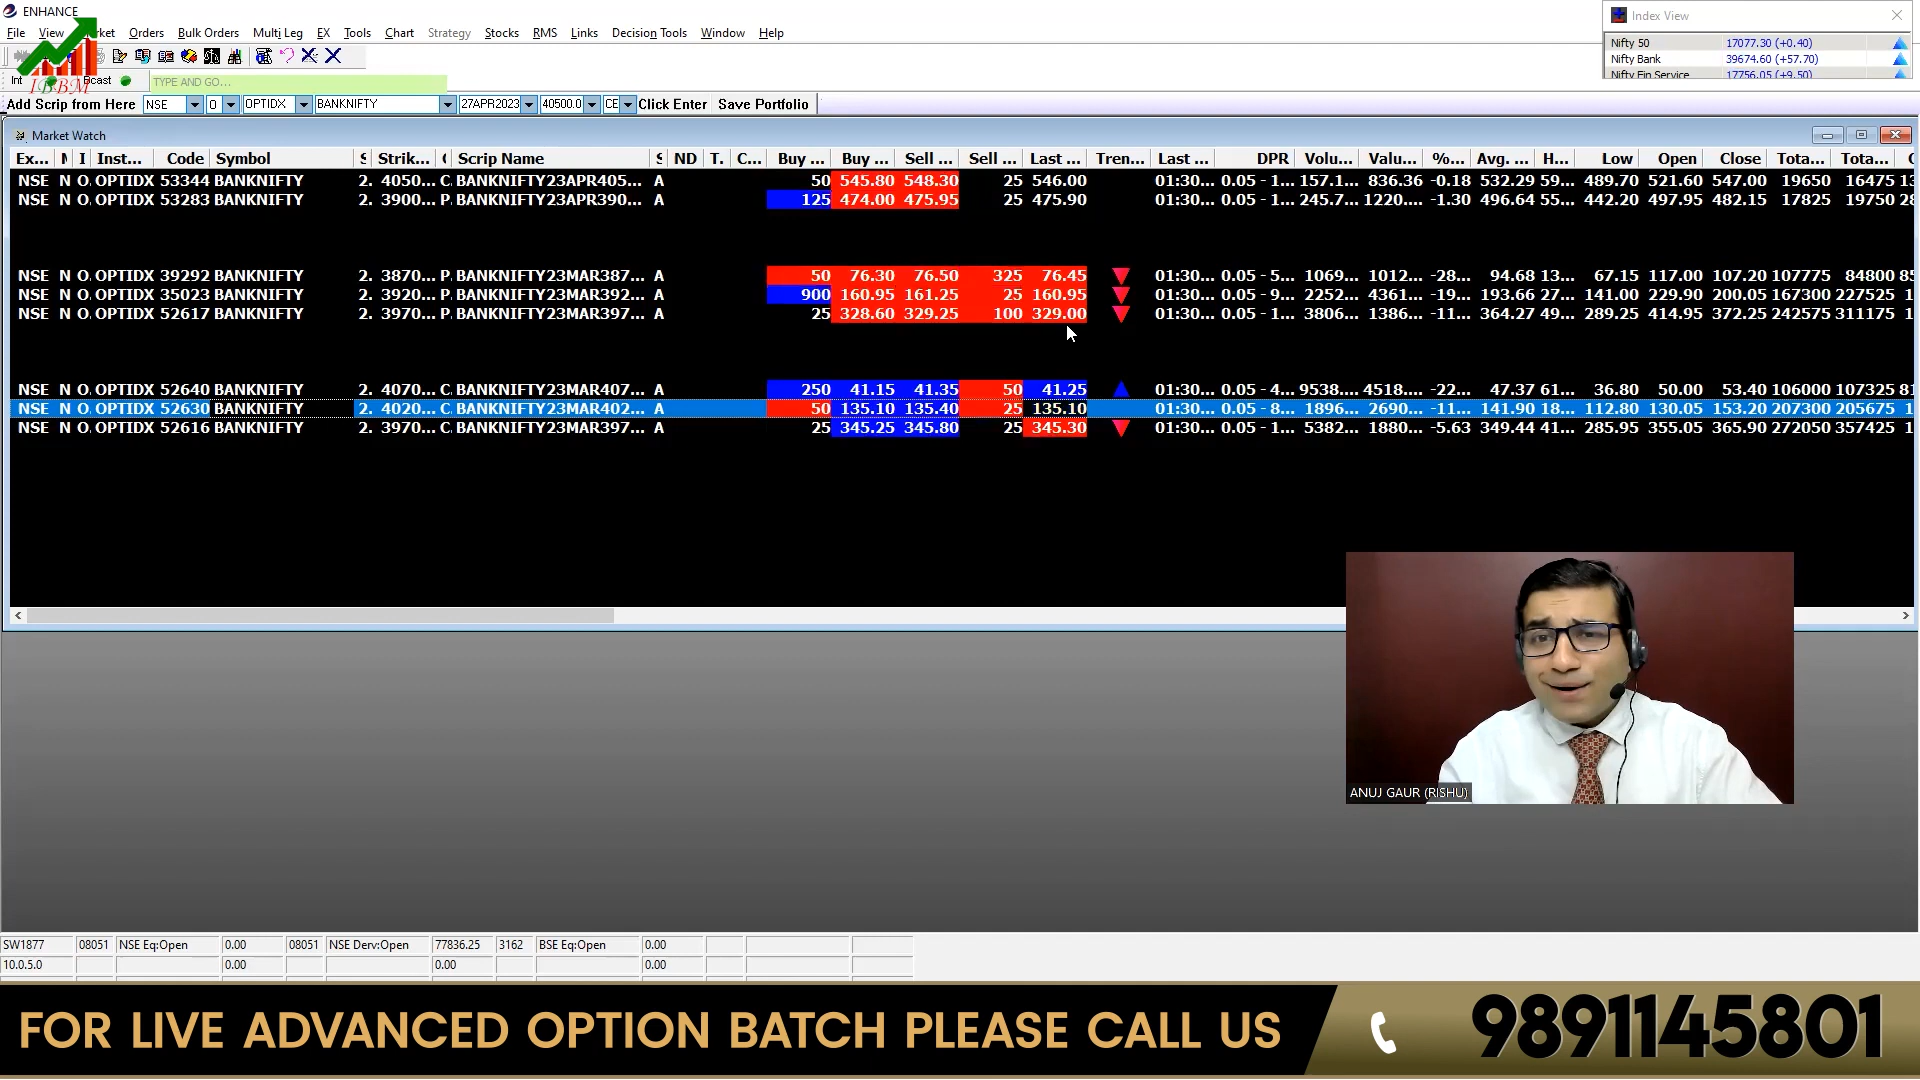 ENHANCE
File View Market Orders Bulk Orders Multi Leg EX Tools Chart Strategy Stocks RMS Links Decision Tools Window Help
Int Bcast TYPE AND GO...
IBBM
Add Scrip from Here NSE O OPTIDX BANKNIFTY 27APR2023 40500.0 CE Click Enter Save Portfolio
Index View
Nifty 50 17077.30 (+0.40)
Nifty Bank 39674.60 (+57.70)
Nifty Fin Service 17756.05 (+9.50)
Market Watch
Ex... I Inst... Code Symbol Strik... Scrip Name ND T. C... Buy ... Buy ... Sell ... Sell ... Last ... Tren... Last ... DPR Volu... Valu... %... Avg. ... H... Low Open Close Tota... Tota...
NSE N O. OPTIDX 53344 BANKNIFTY 2. 4050... C. BANKNIFTY23APR405... A 50 545.80 548.30 25 546.00 01:30... 0.05 - 1... 157.1... 836.36 -0.18 532.29 59... 489.70 521.60 547.00 19650 16475
NSE N O. OPTIDX 53283 BANKNIFTY 2. 3900... P. BANKNIFTY23APR390... A 125 474.00 475.95 25 475.90 01:30... 0.05 - 1... 245.7... 1220.... -1.30 496.64 55... 442.20 497.95 482.15 17825 19750
NSE N O. OPTIDX 39292 BANKNIFTY 2. 3870... P. BANKNIFTY23MAR387... A 50 76.30 76.50 325 76.45 01:30... 0.05 - 5... 1069... 1012... -28... 94.68 13... 67.15 117.00 107.20 107775 84800
NSE N O. OPTIDX 35023 BANKNIFTY 2. 3920... P. BANKNIFTY23MAR392... A 900 160.95 161.25 25 160.95 01:30... 0.05 - 9... 2252... 4361... -19... 193.66 27... 141.00 229.90 200.05 167300 227525
NSE N O. OPTIDX 52617 BANKNIFTY 2. 3970... P. BANKNIFTY23MAR397... A 25 328.60 329.25 100 329.00 01:30... 0.05 - 1... 3806... 1386... -11... 364.27 49... 289.25 414.95 372.25 242575 311175
NSE N O. OPTIDX 52640 BANKNIFTY 2. 4070... C. BANKNIFTY23MAR407... A 250 41.15 41.35 50 41.25 01:30... 0.05 - 4... 9538... 4518... -22... 47.37 61... 36.80 50.00 53.40 106000 107325
NSE N O. OPTIDX 52630 BANKNIFTY 2. 4020... C. BANKNIFTY23MAR402... A 50 135.10 135.40 25 135.10 01:30... 0.05 - 8... 1896... 2690... -11... 141.90 18... 112.80 130.05 153.20 207300 205675
NSE N O. OPTIDX 52616 BANKNIFTY 2. 3970... C. BANKNIFTY23MAR397... A 25 345.25 345.80 25 345.30 01:30... 0.05 - 1... 5382... 1880... -5.63 349.44 41... 285.95 355.05 365.90 272050 357425
ANUJ GAUR (RISHU)
SW1877 08051 NSE Eq:Open 0.00 08051 NSE Derv:Open 77836.25 3162 BSE Eq:Open 0.00
10.0.5.0 0.00 0.00 0.00
FOR LIVE ADVANCED OPTION BATCH PLEASE CALL US 9891145801